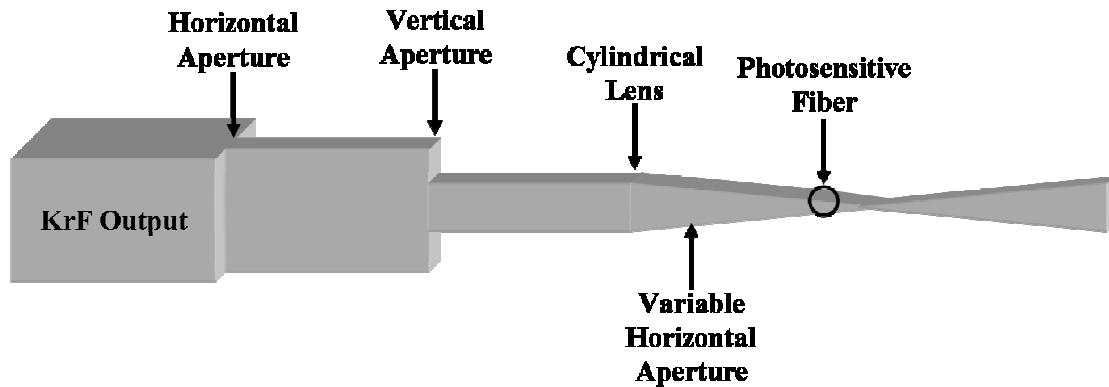 Horizontal
Aperture
Vertical
Aperture
Cylindrical
Lens
Photosensitive
Fiber
KrF Output
Variable
Horizontal
Aperture